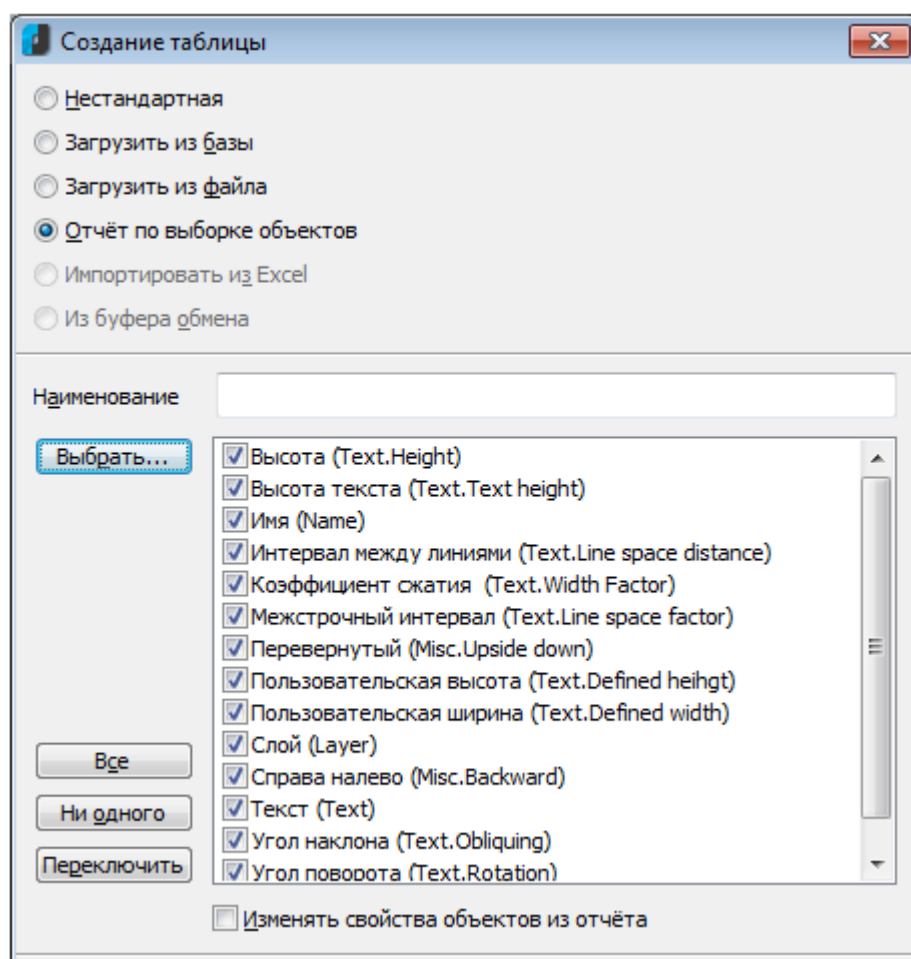 Создание таблицы
Нестандартная
Загрузить из базы
Загрузить из файла
Отчёт по выборке объектов
Импортировать из Excel
Из буфера обмена
Наименование
Выбрать...
Высота (Text.Height)
Высота текста (Text.Text height)
Имя (Name)
Интервал между линиями (Text.Line space distance)
Коэффициент сжатия  (Text.Width Factor)
Межстрочный интервал (Text.Line space factor)
Перевернутый (Misc.Upside down)
Пользовательская высота (Text.Defined heihgt)
Пользовательская ширина (Text.Defined width)
Слой (Layer)
Справа налево (Misc.Backward)
Текст (Text)
Угол наклона (Text.Obliquing)
Угол поворота (Text.Rotation)
Все
Ни одного
Переключить
Изменять свойства объектов из отчёта